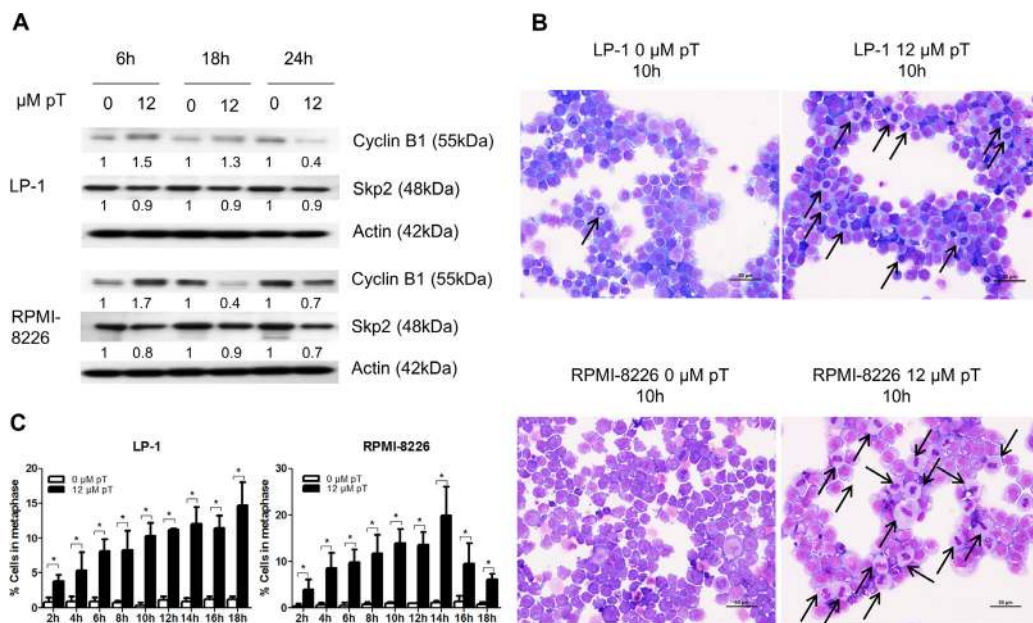 A
6h 18h 24h
µM pT 0 12 0 12 0 12
Cyclin B1 (55kDa)
1 1.5 1 1.3 1 0.4
LP-1
Skp2 (48kDa)
1 0.9 1 0.9 1 0.9
Actin (42kDa)
Cyclin B1 (55kDa)
1 1.7 1 0.4 1 0.7
RPMI-
8226
Skp2 (48kDa)
1 0.8 1 0.9 1 0.7
Actin (42kDa)
B
LP-1 0 µM pT
10h
LP-1 12 µM pT
10h
RPMI-8226 0 µM pT
10h
RPMI-8226 12 µM pT
10h
C
LP-1
% Cells in metaphase
20
15
10
5
0
0 µM pT
12 µM pT
* * * * * * * * *
2h 4h 6h 8h 10h 12h 14h 16h 18h
RPMI-8226
% Cells in metaphase
30
20
10
0
0 µM pT
12 µM pT
* * * * * * * * *
2h 4h 6h 8h 10h 12h 14h 16h 18h